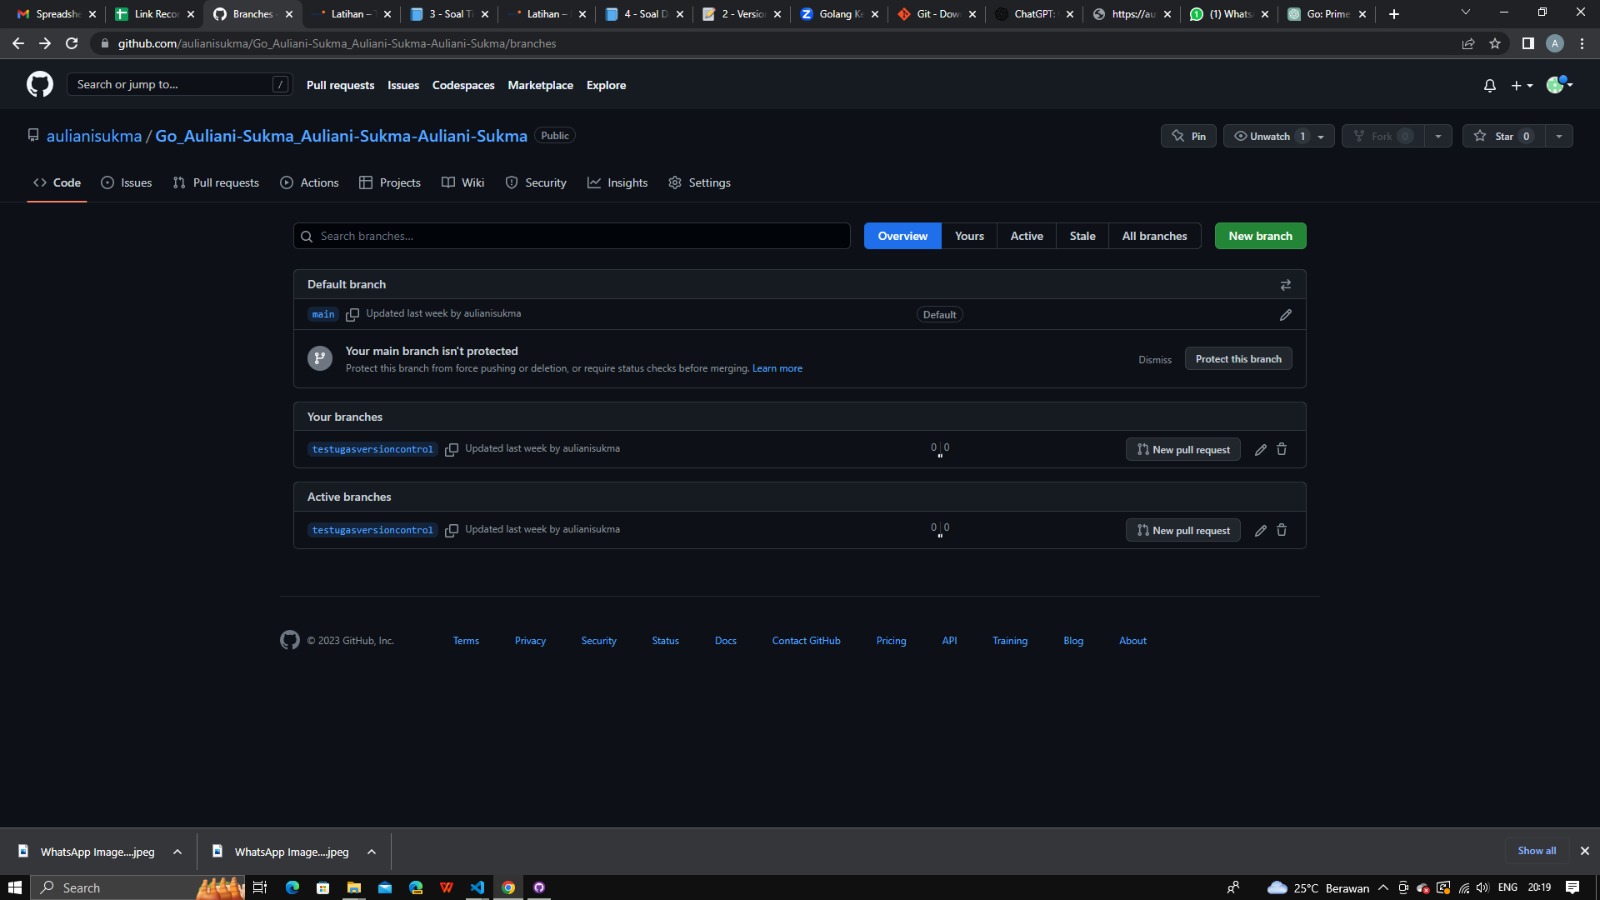 Spreadshe
Link Recor
Branches
Latihan –
3 - Soal Ti
Latihan –
4 - Soal D
2 - Version
Golang Ke
Git - Dow
ChatGPT:
https://au
(1) Whats
Go: Prime
github.com/aulianisukma/Go_Auliani-Sukma_Auliani-Sukma-Auliani-Sukma/branches
A
Search or jump to...
/
Pull requests
Issues
Codespaces
Marketplace
Explore
aulianisukma / Go_Auliani-Sukma_Auliani-Sukma-Auliani-Sukma
Public
Pin
Unwatch 1
Fork 0
Star 0
Code
Issues
Pull requests
Actions
Projects
Wiki
Security
Insights
Settings
Search branches...
Overview
Yours
Active
Stale
All branches
New branch
Default branch
main
Updated last week by aulianisukma
Default
Your main branch isn't protected
Protect this branch from force pushing or deletion, or require status checks before merging. Learn more
Dismiss
Protect this branch
Your branches
testugasversioncontrol
Updated last week by aulianisukma
0 | 0
New pull request
Active branches
testugasversioncontrol
Updated last week by aulianisukma
0 | 0
New pull request
© 2023 GitHub, Inc.
Terms
Privacy
Security
Status
Docs
Contact GitHub
Pricing
API
Training
Blog
About
WhatsApp Image....jpeg
WhatsApp Image....jpeg
Show all
Search
25°C Berawan
ENG
20:19